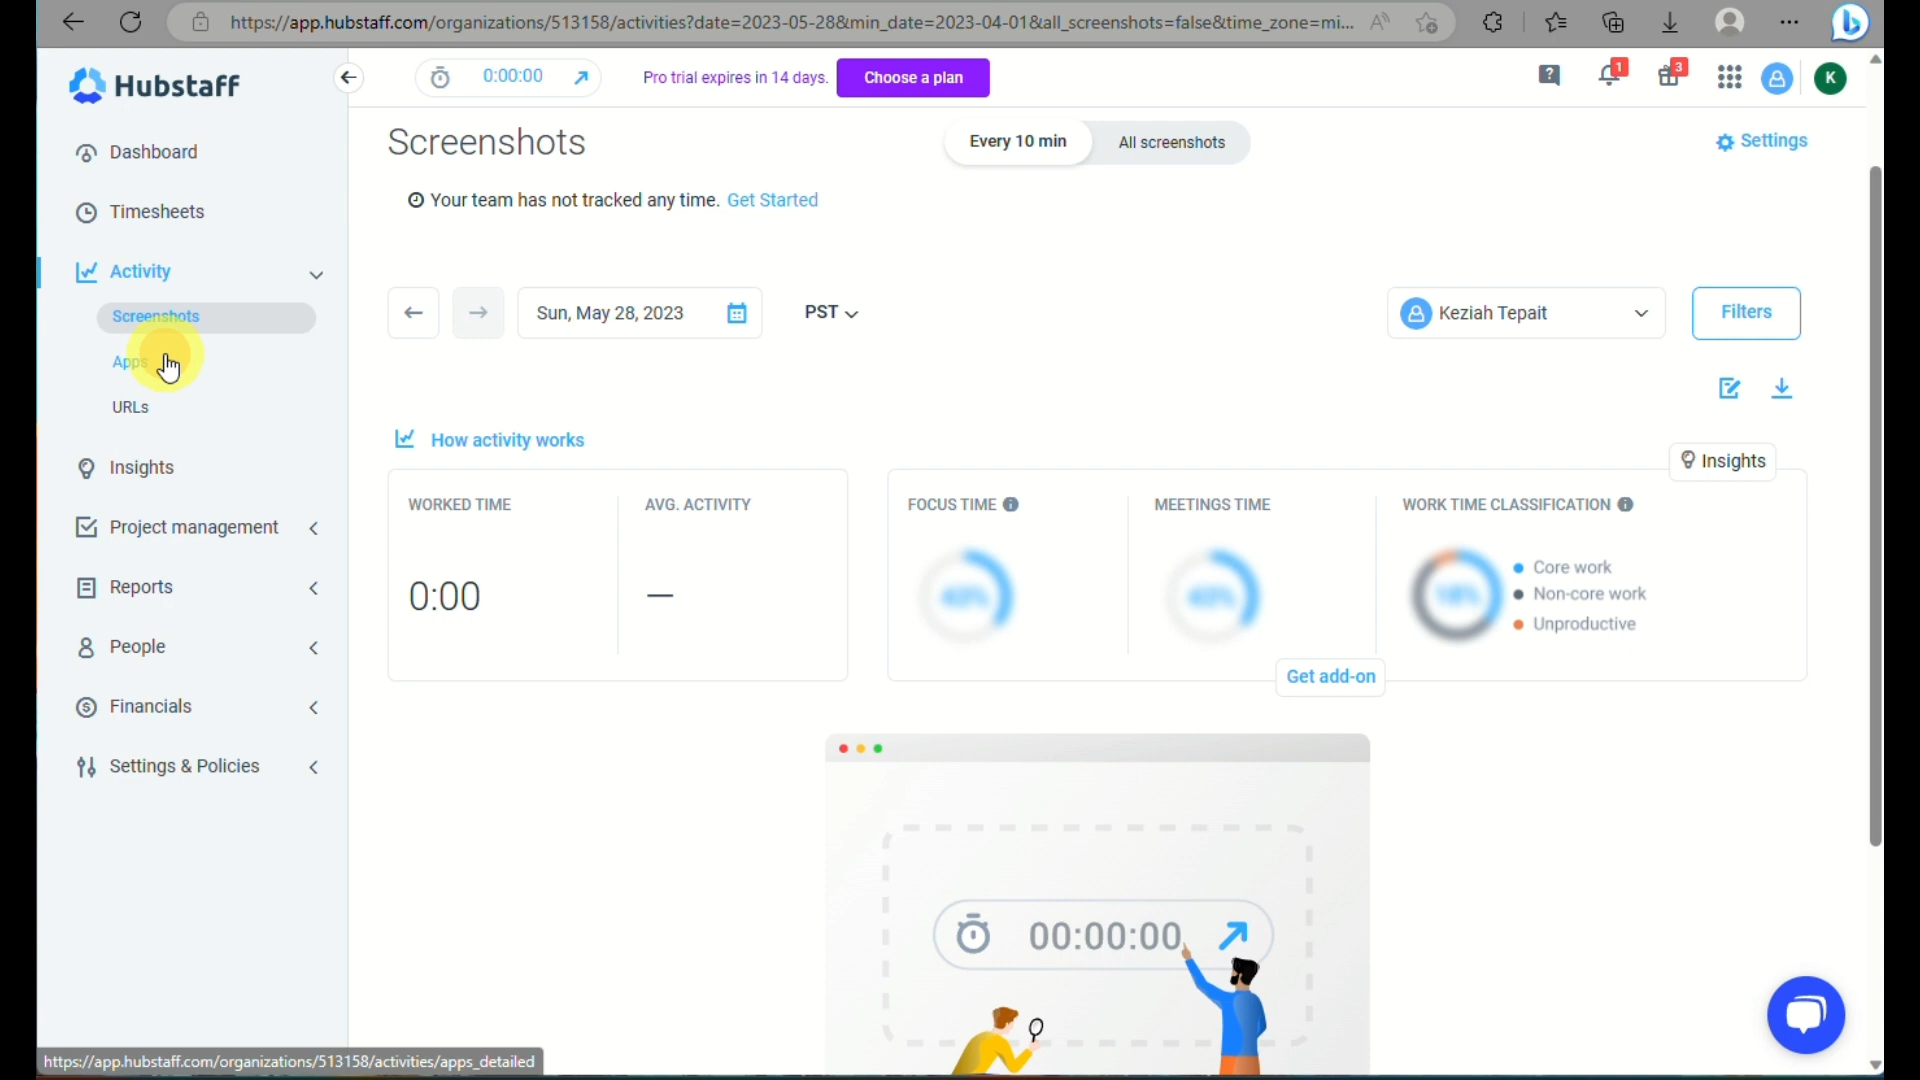 https://app.hubstaff.com/organizations/513158/activities?date=2023-05-28&min_date=2023-04-01&all_screenshots=false&time_zone=mi...
Hubstaff
0:00:00
Pro trial expires in 14 days.
Choose a plan
1
3
K
Dashboard
Timesheets
Activity
Screenshots
Apps
URLs
Insights
Project management
Reports
People
Financials
Settings & Policies
Screenshots
Every 10 min
All screenshots
Settings
Your team has not tracked any time. Get Started
Sun, May 28, 2023
PST
Keziah Tepait
Filters
How activity works
Insights
WORKED TIME
AVG. ACTIVITY
FOCUS TIME
MEETINGS TIME
WORK TIME CLASSIFICATION
0:00
—
Core work
Non-core work
Unproductive
Get add-on
00:00:00
https://app.hubstaff.com/organizations/513158/activities/apps_detailed